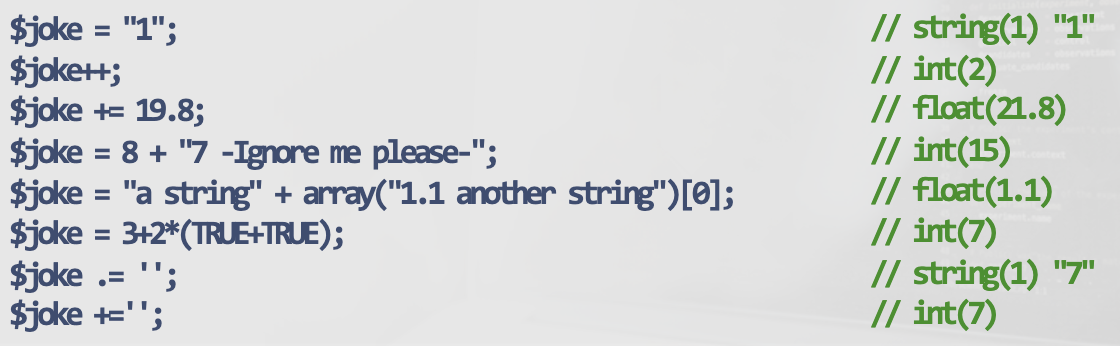 $joke = "1"; // string(1) "1"
$joke++; // int(2)
$joke += 19.8; // float(21.8)
$joke = 8 + "7 -Ignore me please-"; // int(15)
$joke = "a string" + array("1.1 another string")[0]; // float(1.1)
$joke = 3+2*(TRUE+TRUE); // int(7)
$joke .= ''; // string(1) "7"
$joke +=''; // int(7)